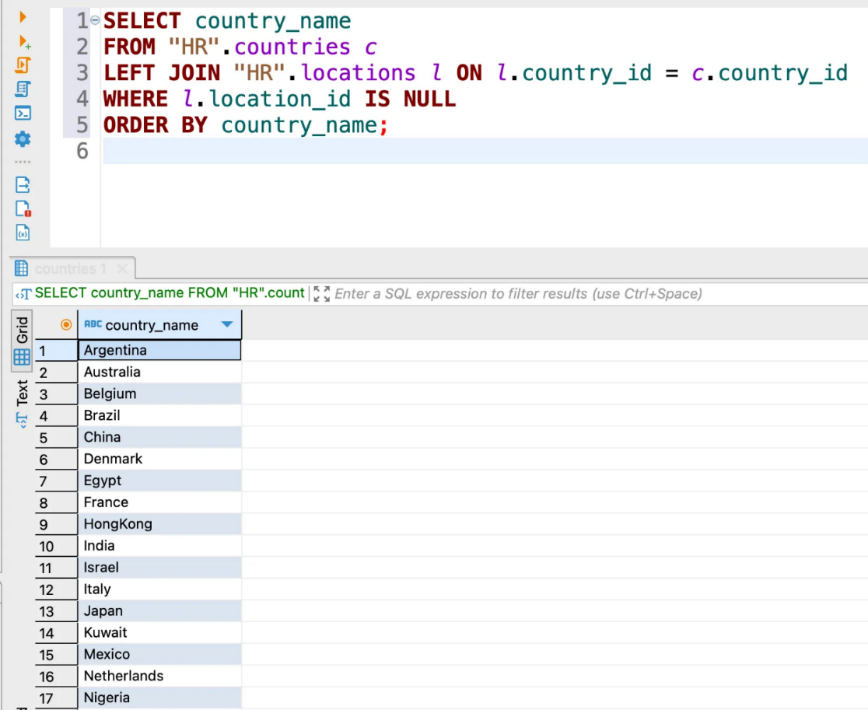 1 SELECT country_name
2 FROM "HR".countries c
3 LEFT JOIN "HR".locations l ON l.country_id = c.country_id
4 WHERE l.location_id IS NULL
5 ORDER BY country_name;
6
countries 1
SELECT country_name FROM "HR".count Enter a SQL expression to filter results (use Ctrl+Space)
Grid
Text
ABC country_name
1 Argentina
2 Australia
3 Belgium
4 Brazil
5 China
6 Denmark
7 Egypt
8 France
9 HongKong
10 India
11 Israel
12 Italy
13 Japan
14 Kuwait
15 Mexico
16 Netherlands
17 Nigeria